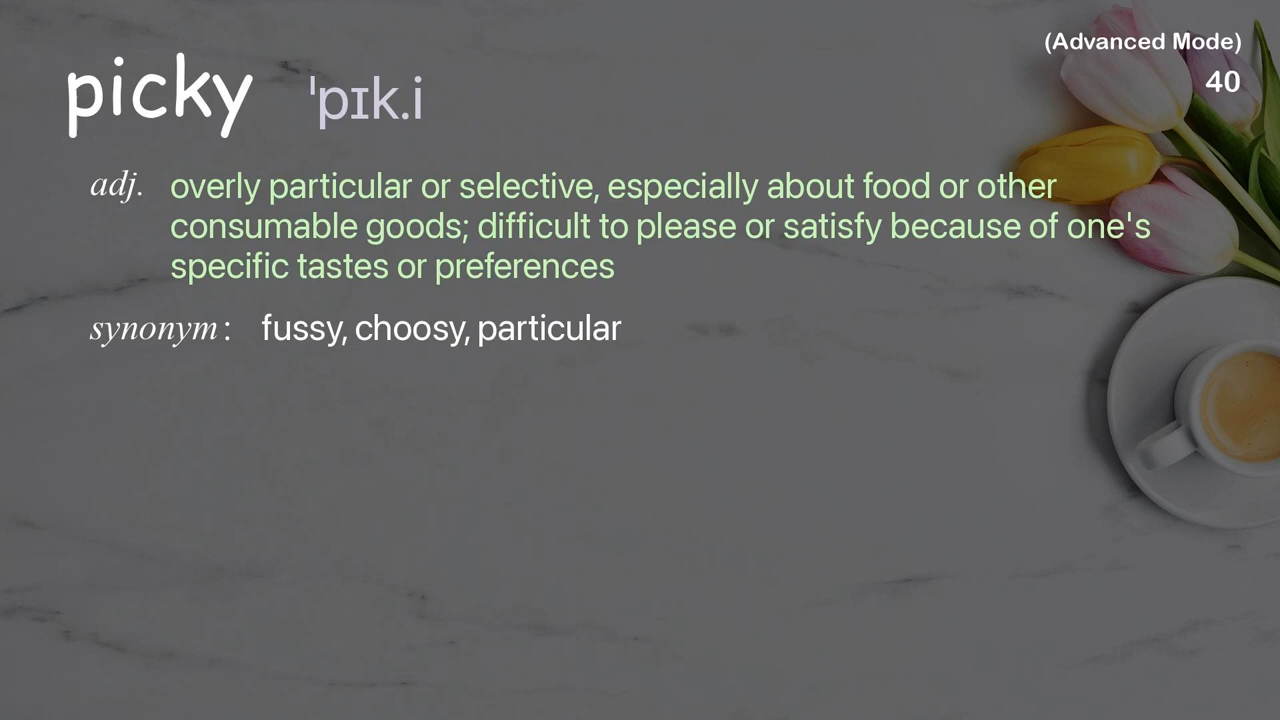 (Advanced Mode)
picky ˈpɪk.i
40
adj. overly particular or selective, especially about food or other
consumable goods; difficult to please or satisfy because of one's
specific tastes or preferences
synonym: fussy, choosy, particular